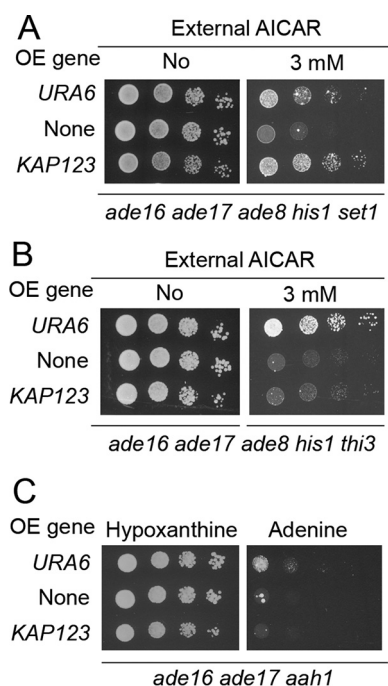 A
External AICAR
OE gene No 3 mM
URA6
None
KAP123
ade16 ade17 ade8 his1 set1
B
External AICAR
OE gene No 3 mM
URA6
None
KAP123
ade16 ade17 ade8 his1 thi3
C
OE gene Hypoxanthine Adenine
URA6
None
KAP123
ade16 ade17 aah1